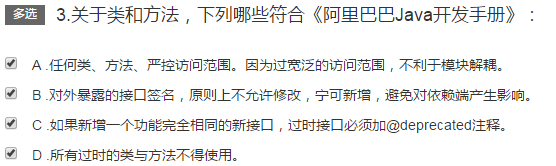 多选 3.关于类和方法，下列哪些符合《阿里巴巴Java开发手册》：
A .任何类、方法、严控访问范围。因为过宽泛的访问范围，不利于模块解耦。
B .对外暴露的接口签名，原则上不允许修改，宁可新增，避免对依赖端产生影响。
C .如果新增一个功能完全相同的新接口，过时接口必须加@deprecated注释。
D .所有过时的类与方法不得使用。